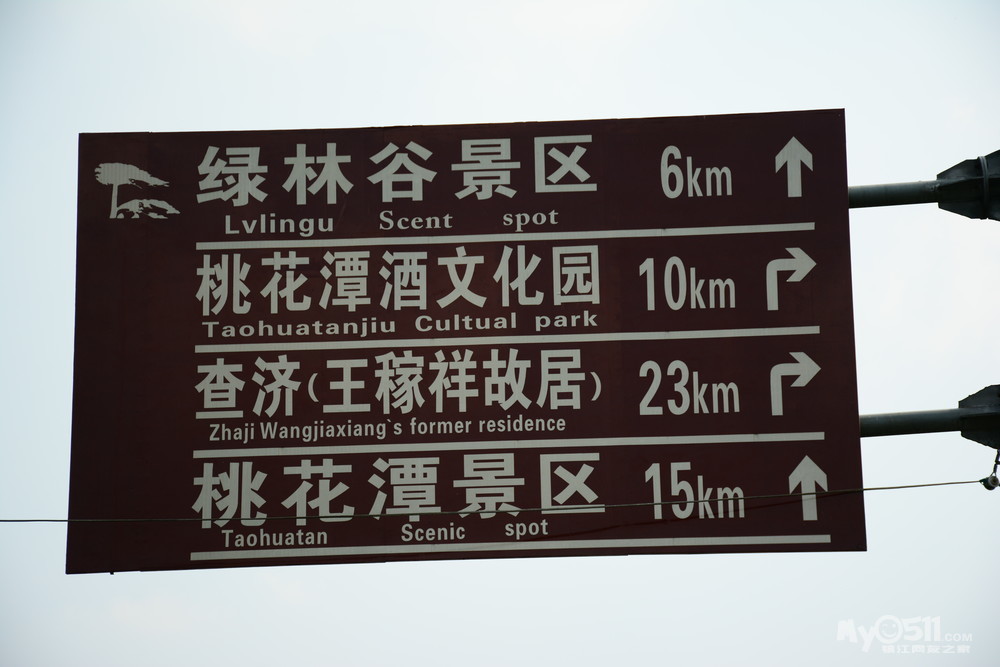 绿林谷景区 6km
Lvlingu Scent spot
桃花潭酒文化园 10km
Taohuatanjiu Cultual park
查济(王稼祥故居) 23km
Zhaji Wangjiaxiang`s former residence
桃花潭景区 15km
Taohuatan Scenic spot
My0511.COM